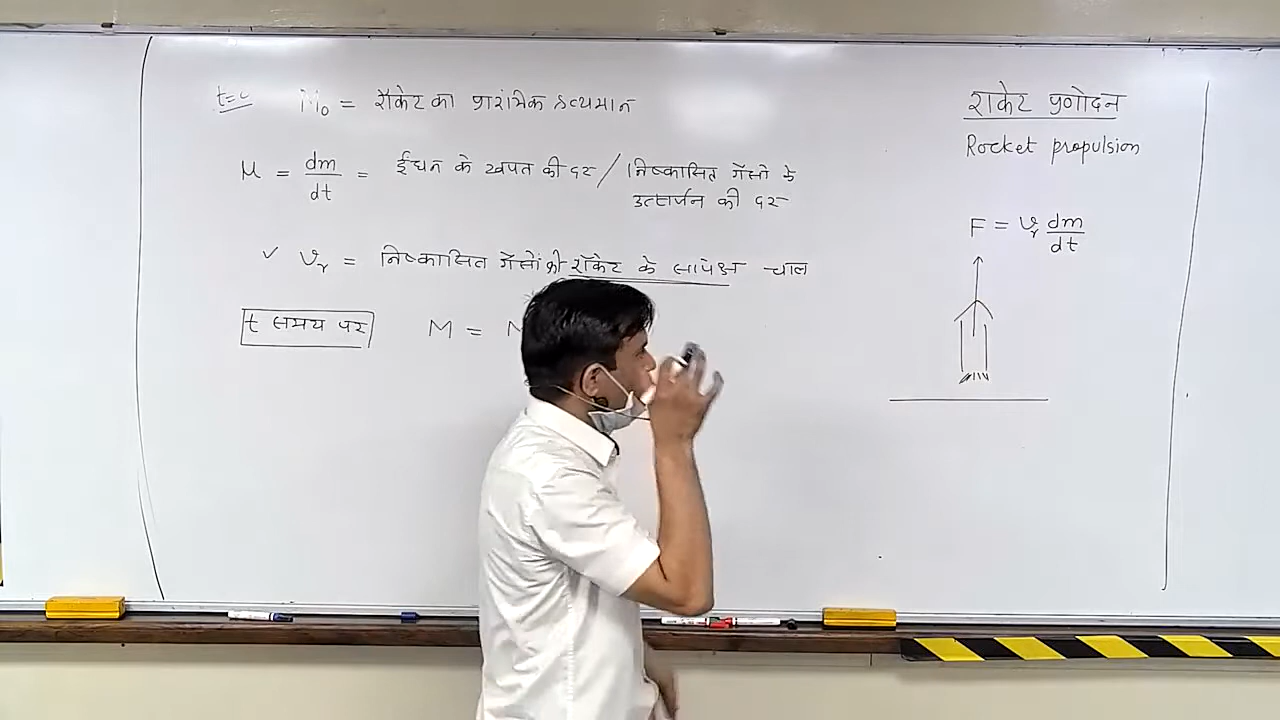 t=0 M₀ = रॉकेट का प्रारंभिक द्रव्यमान
μ = dm/dt = ईंधन के खपत की दर / निष्कासित गैसों के
उत्सर्जन की दर
✓ vᵣ = निष्कासित गैसों की रॉकेट के सापेक्ष चाल
t समय पर M =
रॉकेट प्रणोदन
Rocket propulsion
F = vᵣ dm/dt